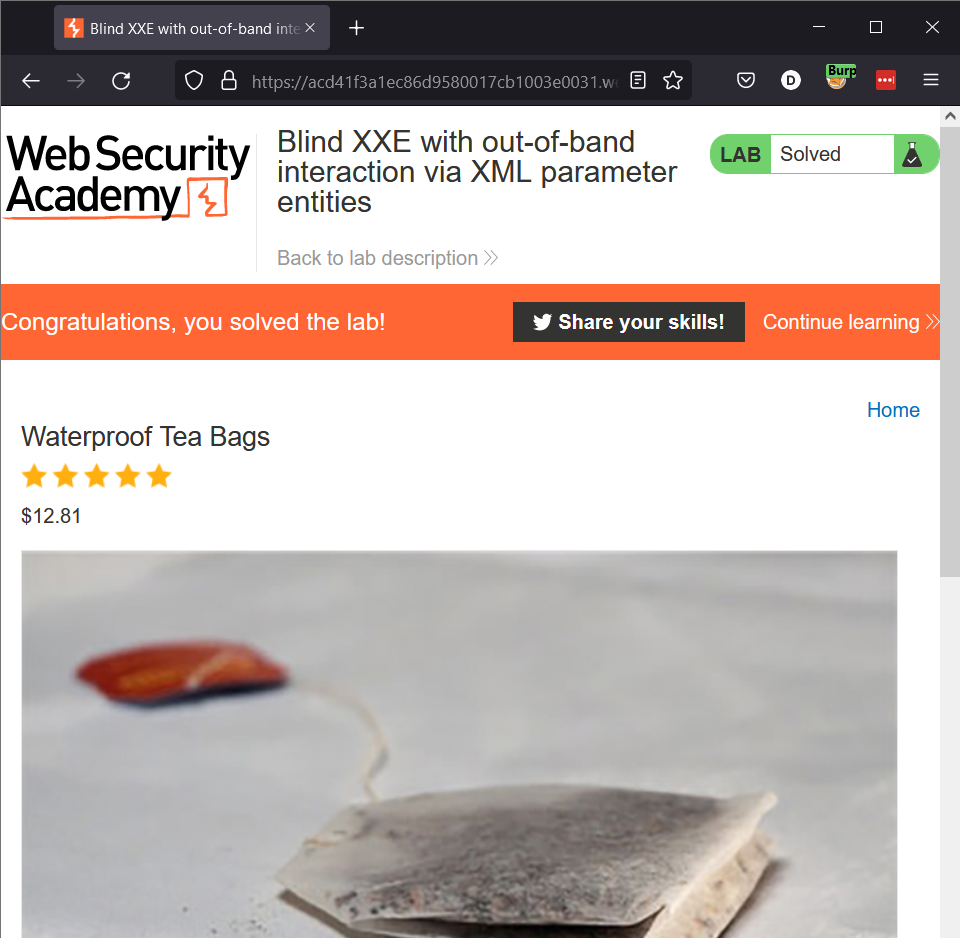 Blind XXE with out-of-band inte
https://acd41f3a1ec86d9580017cb1003e0031.w
D
Burp
Web Security
Academy
Blind XXE with out-of-band
interaction via XML parameter
entities
Back to lab description
LAB
Solved
Congratulations, you solved the lab!
Share your skills!
Continue learning
Home
Waterproof Tea Bags
$12.81